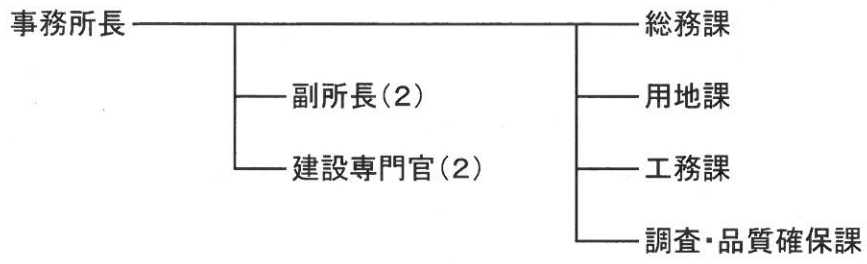 事務所長
総務課
副所長(2)
用地課
建設専門官(2)
工務課
調査・品質確保課